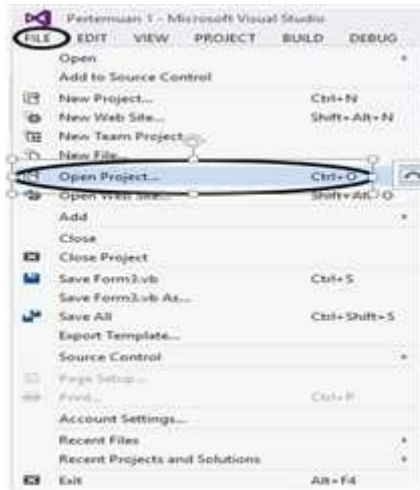 Pertemuan 1 - Microsoft Visual Studio
FILE EDIT VIEW PROJECT BUILD DEBUG
Open
Add to Source Control
New Project... Ctrl+N
New Web Site... Shift+Alt+N
New Team Project...
New File...
Open Project... Ctrl+O
Open Web Site... Shift+Alt+O
Add
Close
Close Project
Save Form3.vb Ctrl+S
Save Form3.vb As...
Save All Ctrl+Shift+S
Export Template...
Source Control
Page Setup...
Print... Ctrl+P
Account Settings...
Recent Files
Recent Projects and Solutions
Exit Alt+F4